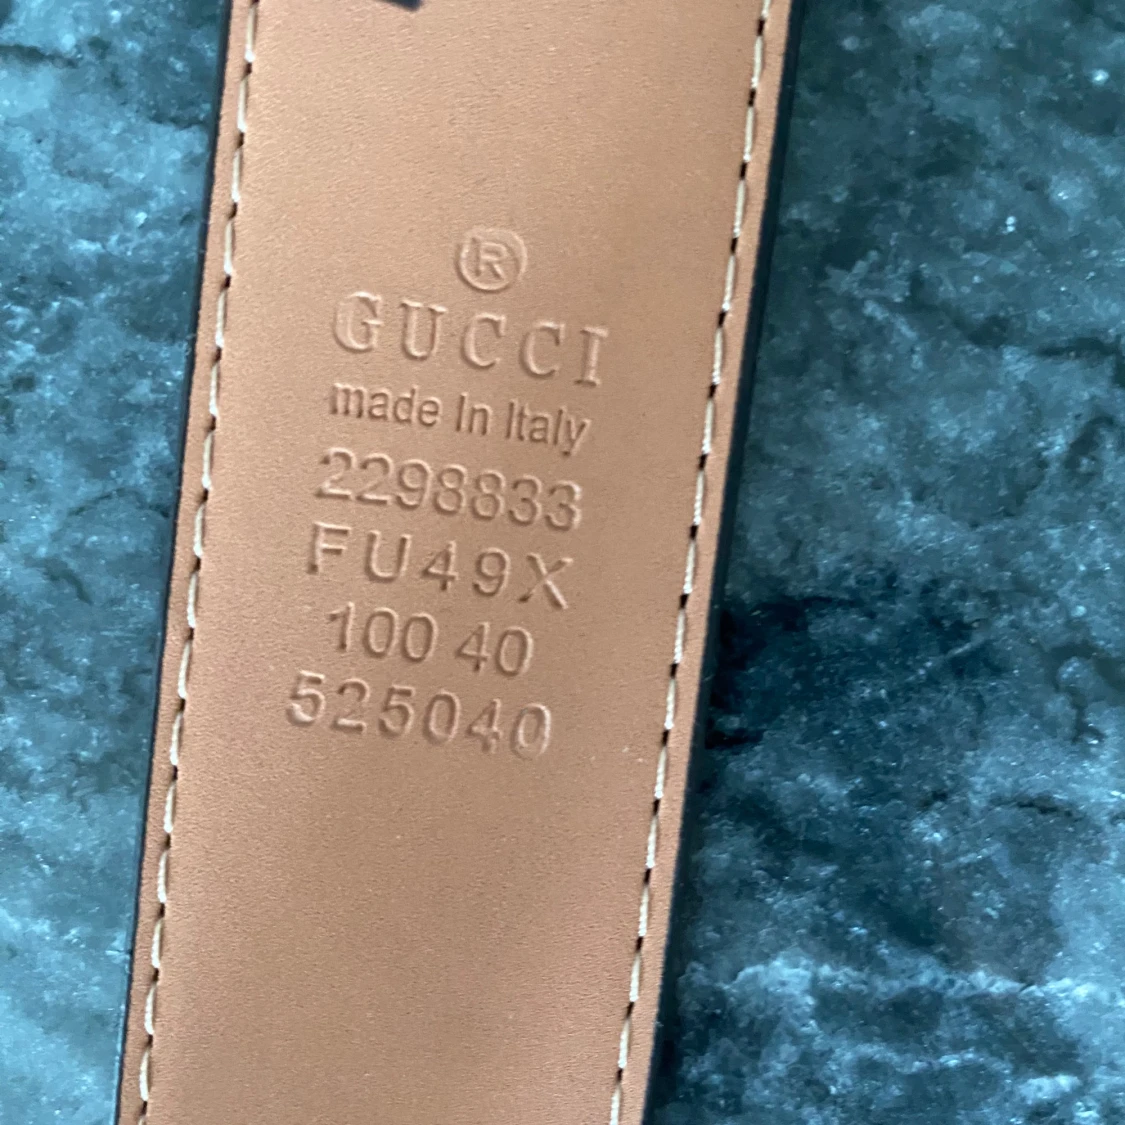 ®
GUCCI
made In Italy
2298833
FU49X
100 40
525040